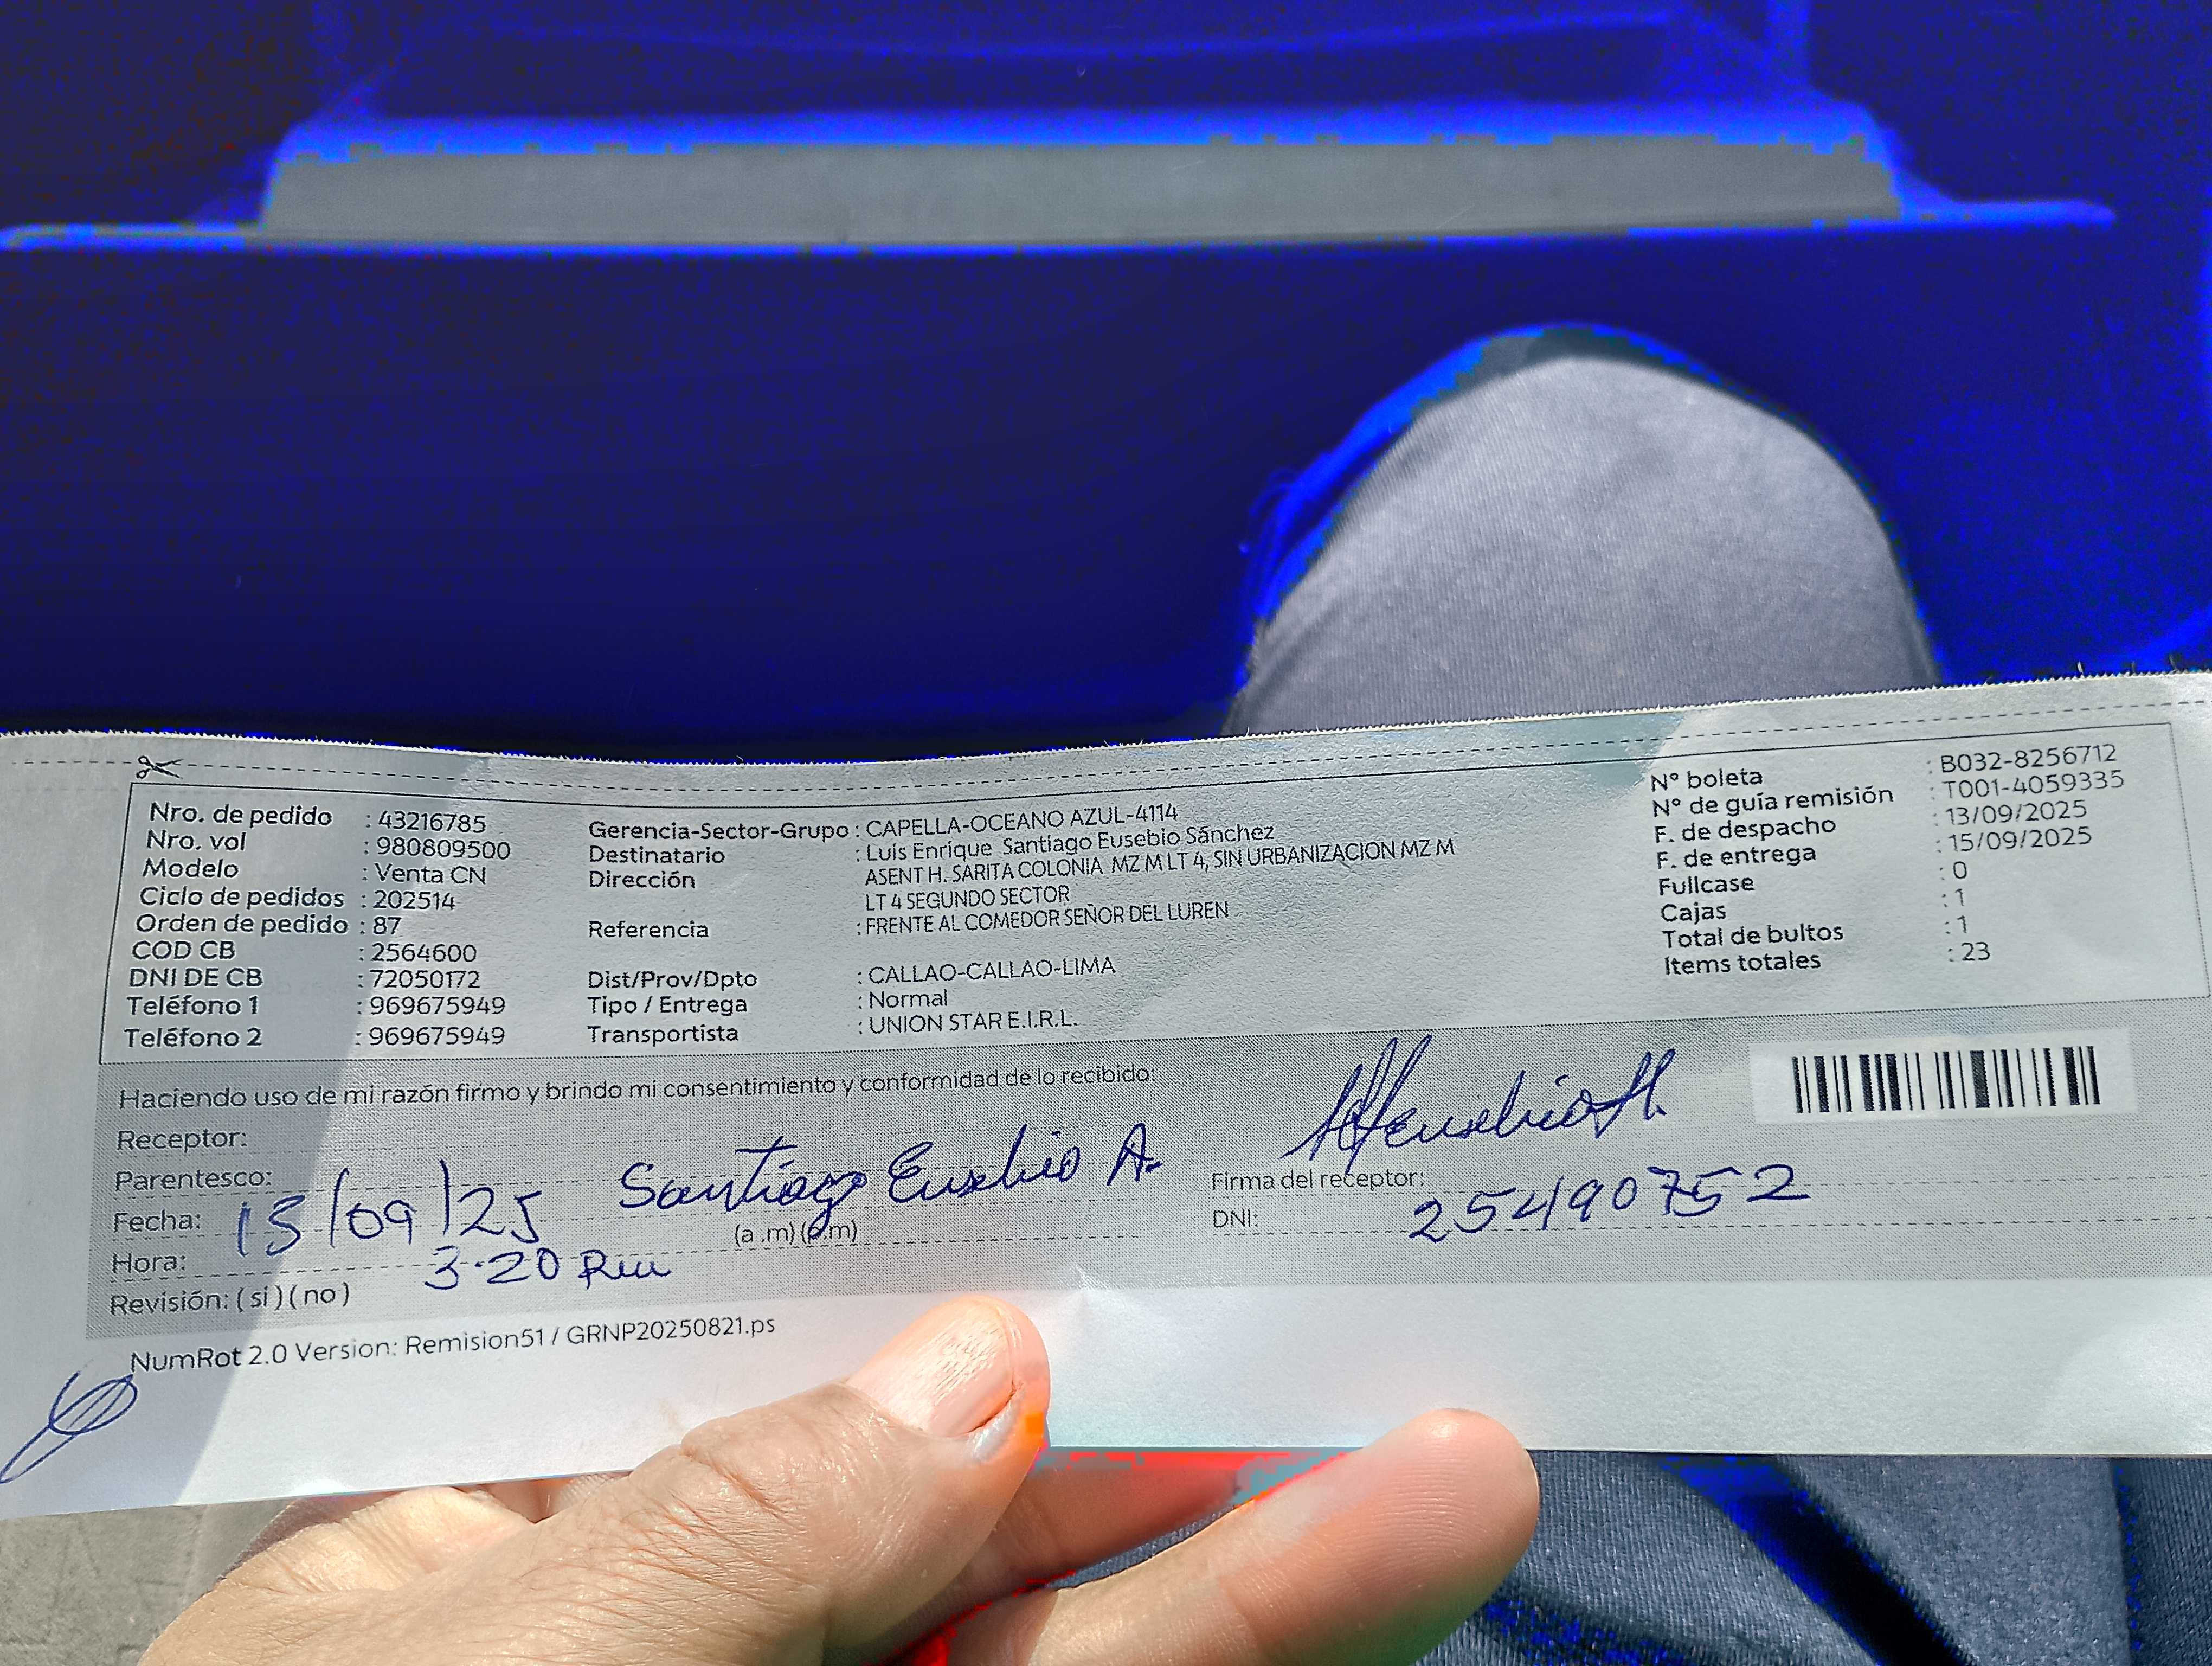 Nro. de pedido : 43216785
Nro. vol : 980809500
Modelo : Venta CN
Ciclo de pedidos : 202514
Orden de pedido : 87
COD CB : 2564600
DNI DE CB : 72050172
Teléfono 1 : 969675949
Teléfono 2 : 969675949
Gerencia-Sector-Grupo : CAPELLA-OCEANO AZUL-4114
Destinatario : Luis Enrique Santiago Eusebio Sánchez
Dirección ASENT H. SARITA COLONIA MZ M LT 4, SIN URBANIZACION MZ M
LT 4 SEGUNDO SECTOR
Referencia : FRENTE AL COMEDOR SEÑOR DEL LUREN
Dist/Prov/Dpto : CALLAO-CALLAO-LIMA
Tipo / Entrega : Normal
Transportista : UNION STAR E.I.R.L.
N° boleta : B032-8256712
N° de guía remisión : T001-4059335
F. de despacho : 13/09/2025
F. de entrega : 15/09/2025
Fullcase : 0
Cajas : 1
Total de bultos : 1
Items totales : 23
Haciendo uso de mi razón firmo y brindo mi consentimiento y conformidad de lo recibido:
Receptor:
Parentesco: Santiago Eusebio A.
Fecha: 15/09/25
(a .m) (p.m)
Hora: 3.20 Pm
Revisión: ( sí ) ( no )
Firma del receptor:
DNI: 25490752
NumRot 2.0 Version: Remision51 / GRNP20250821.ps